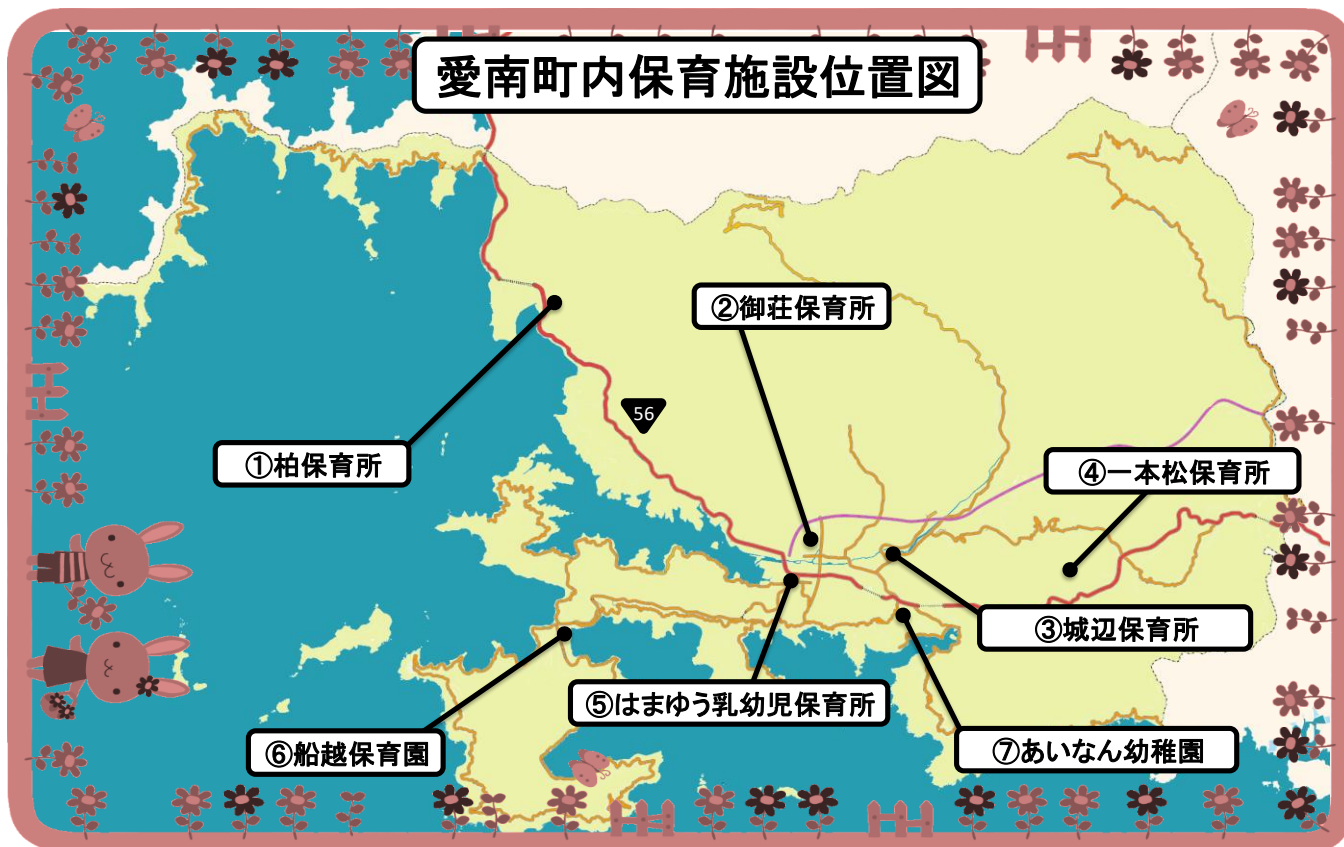 愛南町内保育施設位置図
②御荘保育所
56
①柏保育所
④一本松保育所
③城辺保育所
⑤はまゆう乳幼児保育所
⑥船越保育園
⑦あいなん幼稚園